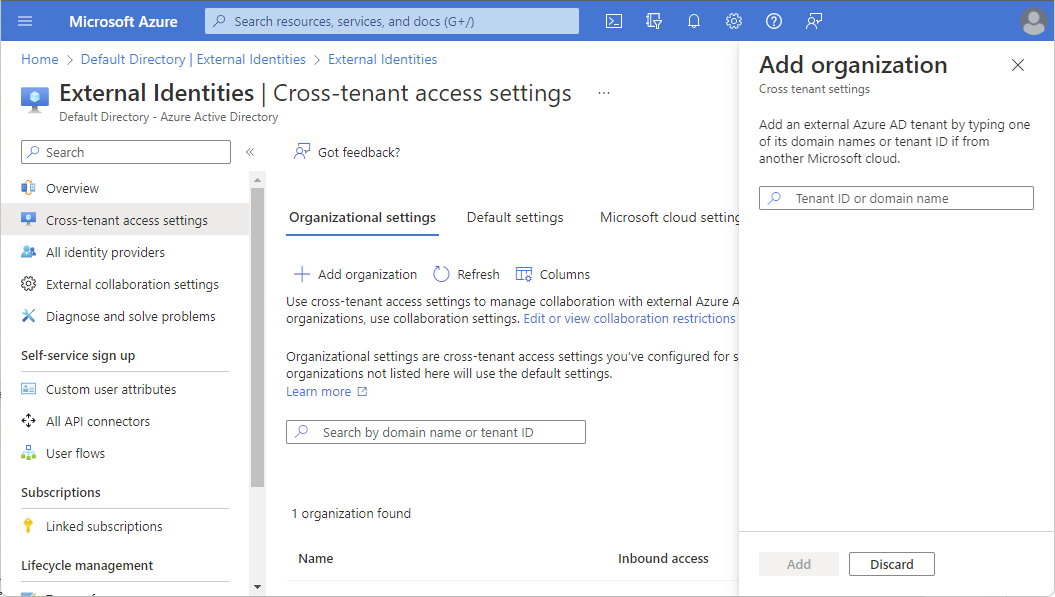 Microsoft Azure
Search resources, services, and docs (G+/)
Home > Default Directory | External Identities > External Identities
External Identities | Cross-tenant access settings ...
Default Directory - Azure Active Directory
Search «
Overview
Cross-tenant access settings
All identity providers
External collaboration settings
Diagnose and solve problems
Self-service sign up
Custom user attributes
All API connectors
User flows
Subscriptions
Linked subscriptions
Lifecycle management
Got feedback?
Organizational settings
Default settings
Microsoft cloud setting
Add organization
Refresh
Columns
Use cross-tenant access settings to manage collaboration with external Azure A
organizations, use collaboration settings. Edit or view collaboration restrictions
Organizational settings are cross-tenant access settings you've configured for s
organizations not listed here will use the default settings.
Learn more
Search by domain name or tenant ID
1 organization found
Name
Inbound access
Add organization
Cross tenant settings
Add an external Azure AD tenant by typing one
of its domain names or tenant ID if from
another Microsoft cloud.
Tenant ID or domain name
Add
Discard